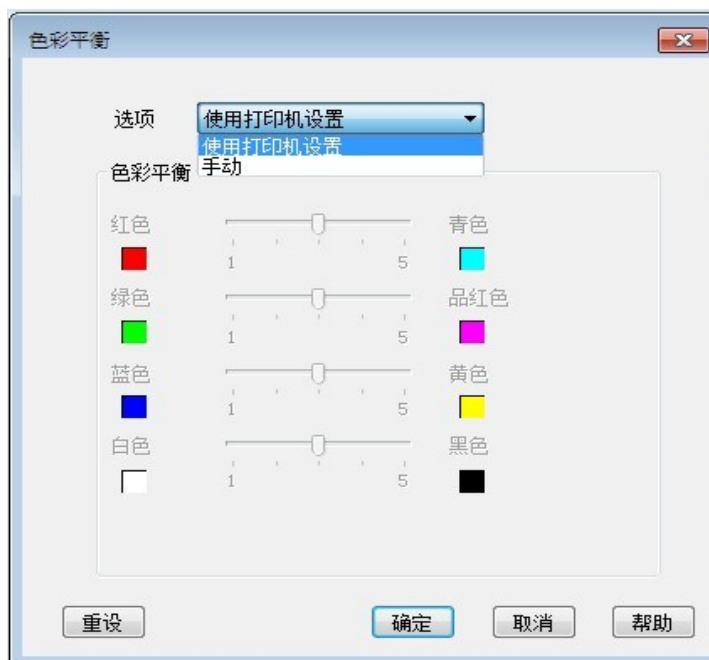 色彩平衡
选项 使用打印机设置
使用打印机设置
手动
色彩平衡
红色 青色
1 5
绿色 品红色
1 5
蓝色 黄色
1 5
白色 黑色
1 5
重设 确定 取消 帮助